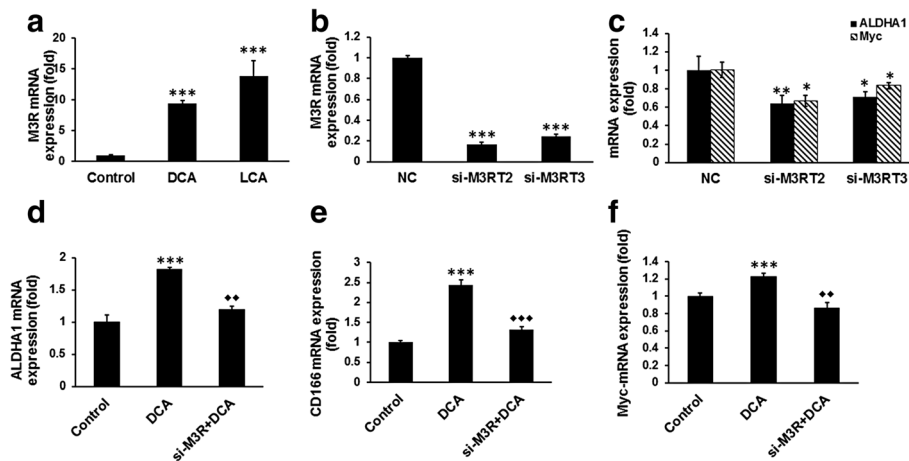 a
M3R mRNA
expression (fold)
20
15
10
5
0
***
***
Control
DCA
LCA
b
M3R mRNA
expression (fold)
1.2
1
0.8
0.6
0.4
0.2
0
***
***
NC
si-M3RT2
si-M3RT3
c
ALDHA1
Myc
mRNA expression
(fold)
1.4
1.2
1
0.8
0.6
0.4
0.2
0
**
*
*
*
NC
si-M3RT2
si-M3RT3
d
ALDHA1 mRNA
expression (fold)
2
1.5
1
0.5
0
***
♦♦
Control
DCA
si-M3R+DCA
e
CD166 mRNA expression
(fold)
3
2.5
2
1.5
1
0.5
0
***
♦♦♦
Control
DCA
si-M3R+DCA
f
Myc-mRNA expression (fold)
1.4
1.2
1
0.8
0.6
0.4
0.2
0
***
♦♦
Control
DCA
si-M3R+DCA